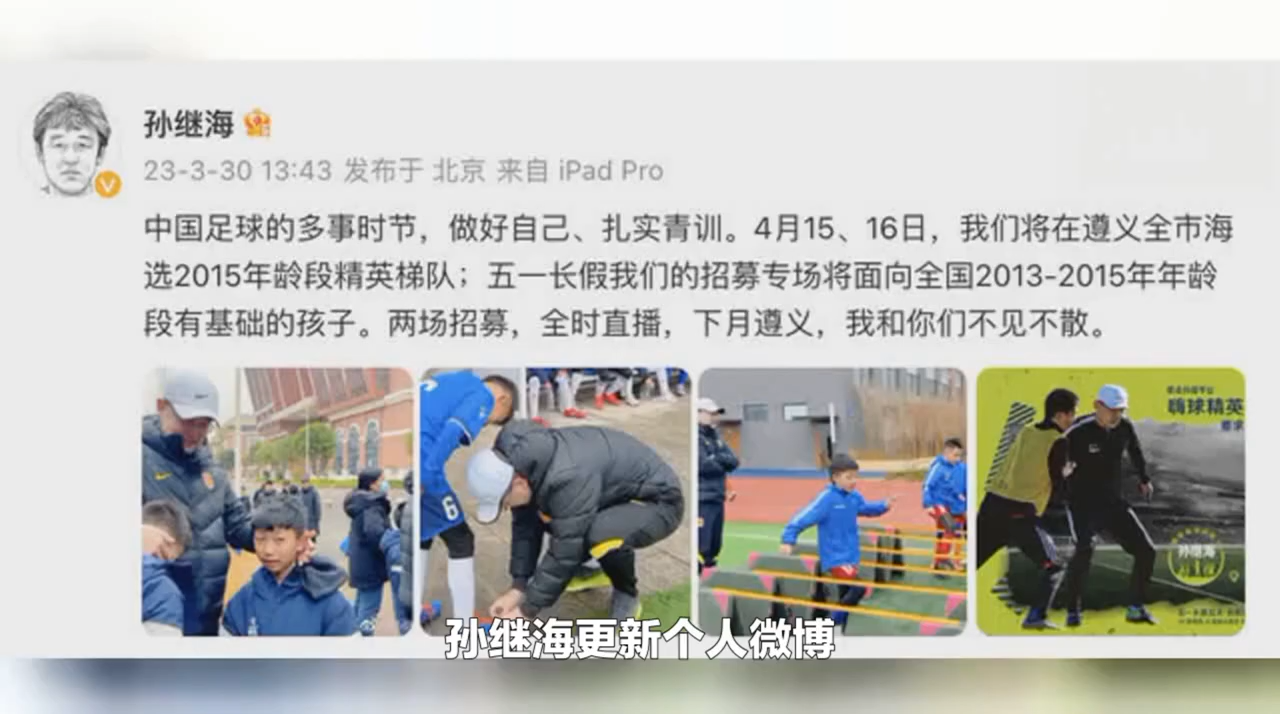 孙继海
23-3-30 13:43 发布于 北京 来自 iPad Pro
中国足球的多事时节，做好自己、扎实青训。4月15、16日，我们将在遵义全市海
选2015年龄段精英梯队；五一长假我们的招募专场将面向全国2013-2015年年龄
段有基础的孩子。两场招募，全时直播，下月遵义，我和你们不见不散。
6
嗨球精英
孙继海
孙继海更新个人微博